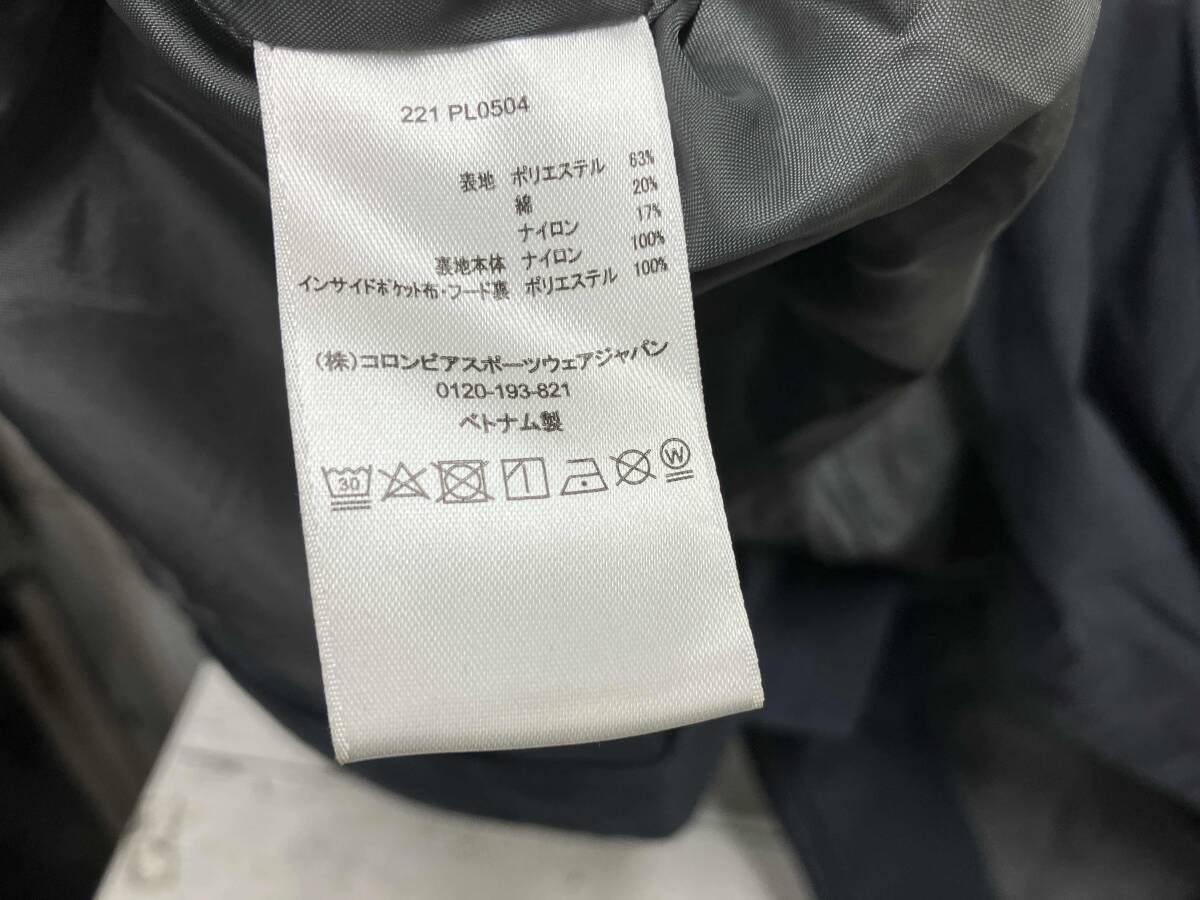 221 PL0504
表地 ポリエステル 63%
綿 20%
ナイロン 17%
裏地本体 ナイロン 100%
インサイドポケット布・フード裏 ポリエステル 100%
(株)コロンビアスポーツウェアジャパン
0120-193-821
ベトナム製
30 W